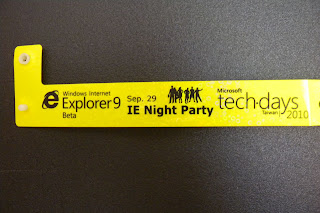 Windows Internet
Explorer 9
Beta
Sep. 29
IE Night Party
Microsoft
tech·days
Taiwan | 2010